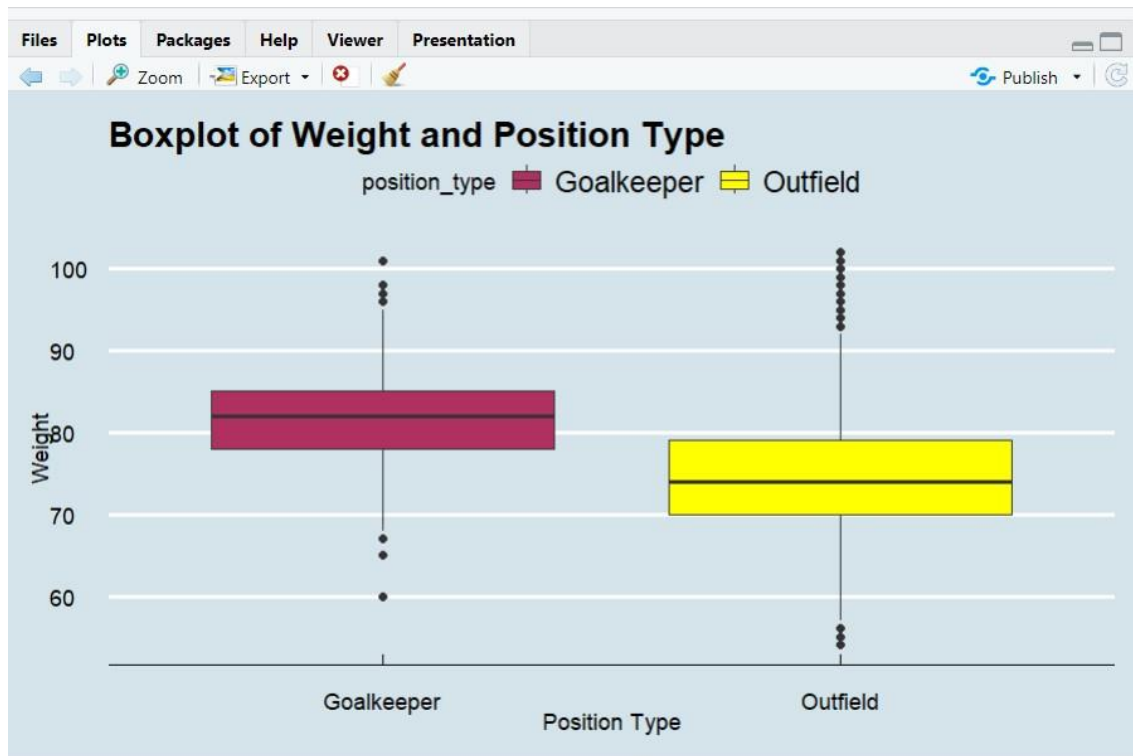 Files Plots Packages Help Viewer Presentation
Zoom Export Publish
Boxplot of Weight and Position Type
position_type Goalkeeper Outfield
100
90
80
70
60
Weight
Goalkeeper Outfield
Position Type